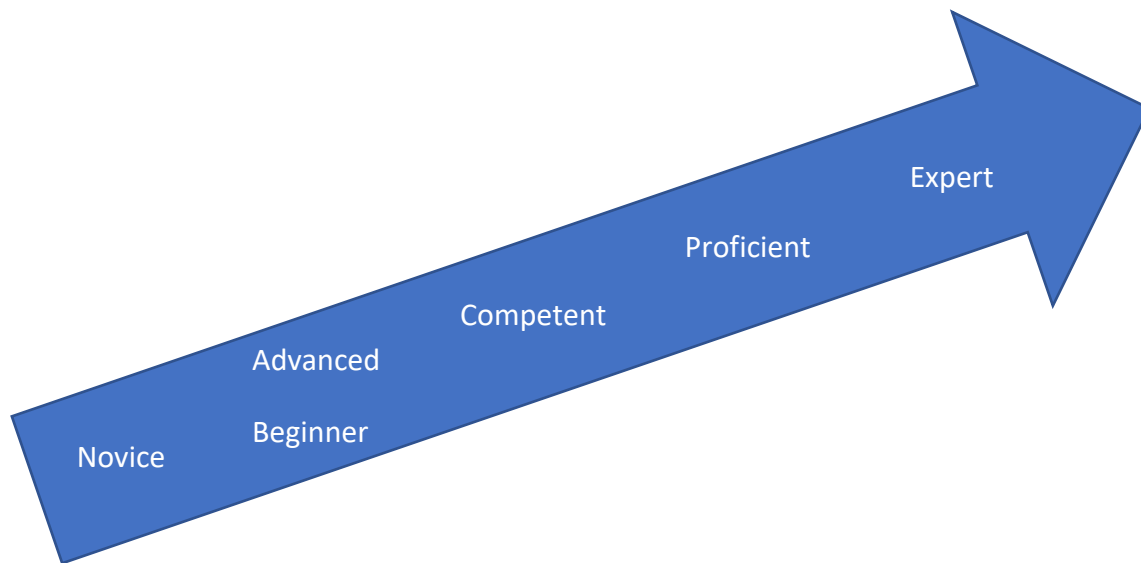 Novice
Advanced
Beginner
Competent
Proficient
Expert